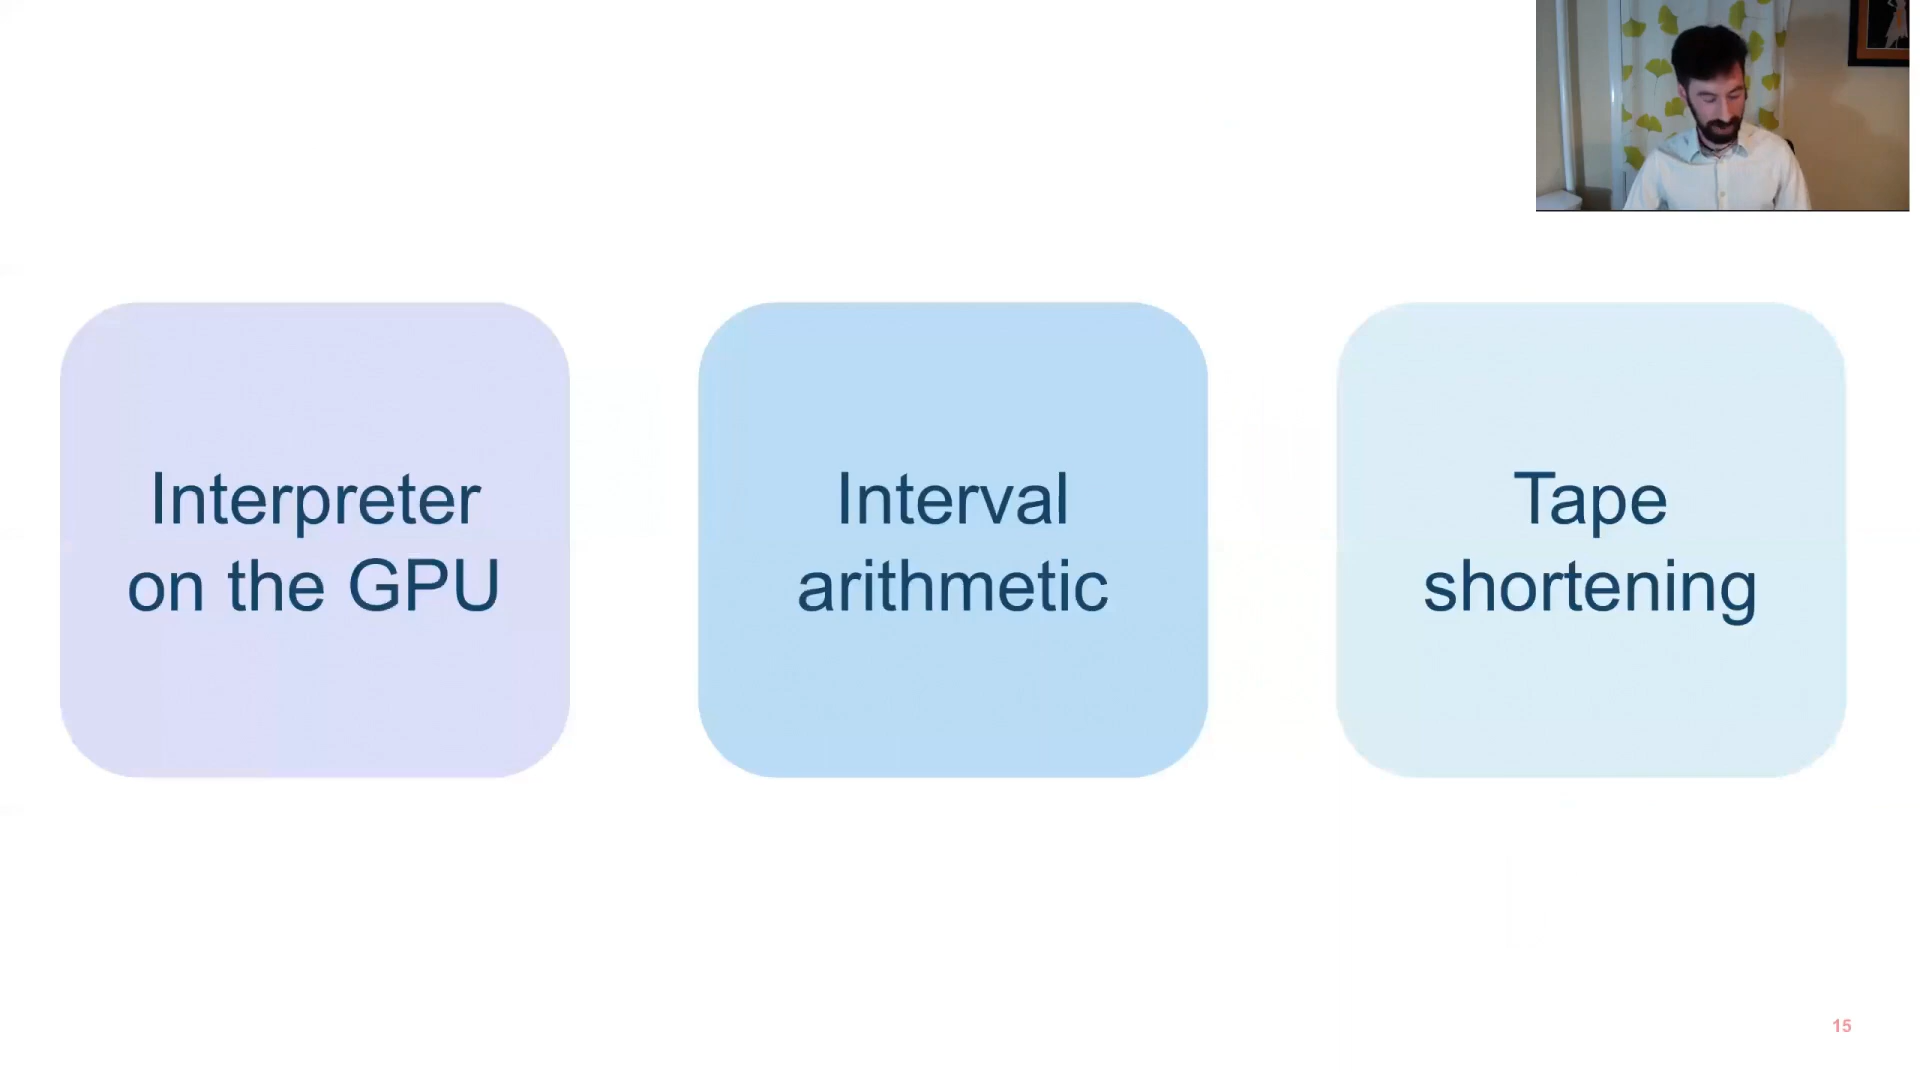 Interpreter
on the GPU
Interval
arithmetic
Tape
shortening
15